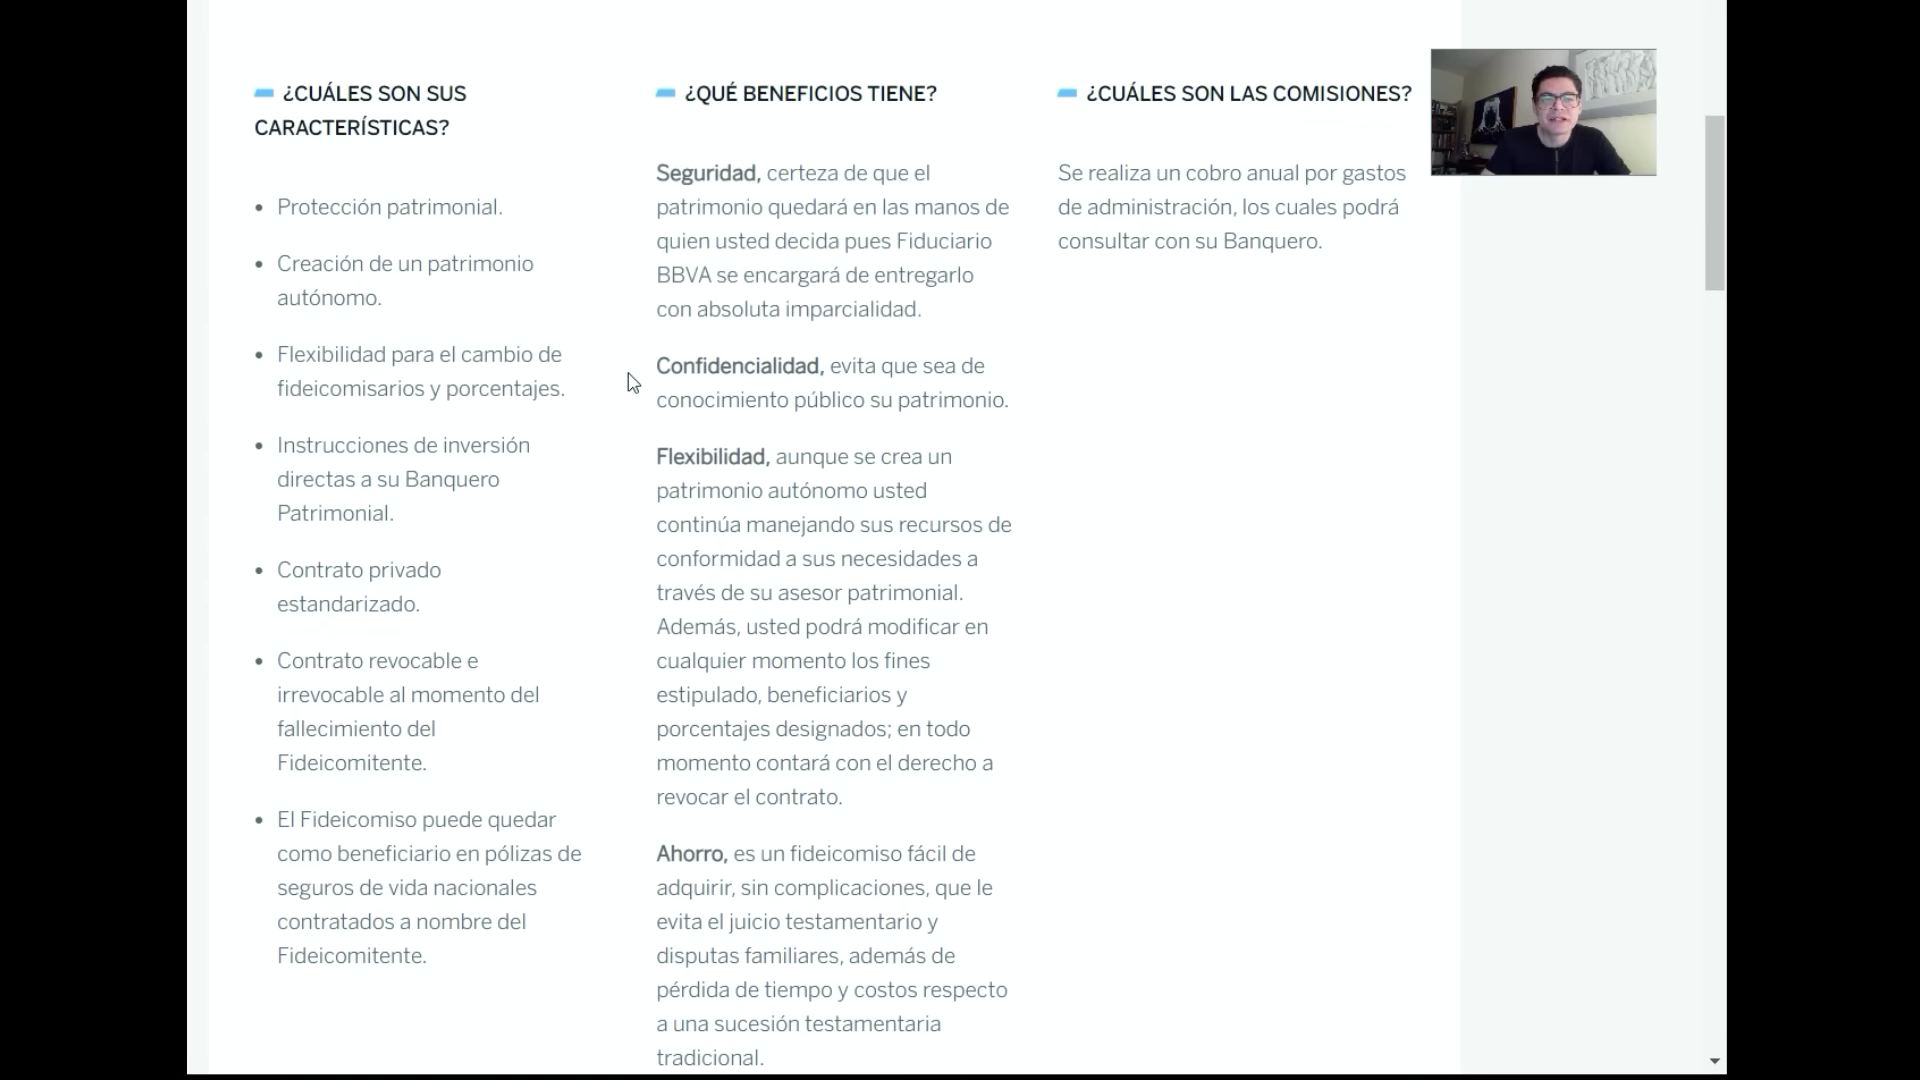 ¿CUÁLES SON SUS
CARACTERÍSTICAS?
• Protección patrimonial.
• Creación de un patrimonio
autónomo.
• Flexibilidad para el cambio de
fideicomisarios y porcentajes.
• Instrucciones de inversión
directas a su Banquero
Patrimonial.
• Contrato privado
estandarizado.
• Contrato revocable e
irrevocable al momento del
fallecimiento del
Fideicomitente.
• El Fideicomiso puede quedar
como beneficiario en pólizas de
seguros de vida nacionales
contratados a nombre del
Fideicomitente.
¿QUÉ BENEFICIOS TIENE?
Seguridad, certeza de que el
patrimonio quedará en las manos de
quien usted decida pues Fiduciario
BBVA se encargará de entregarlo
con absoluta imparcialidad.
Confidencialidad, evita que sea de
conocimiento público su patrimonio.
Flexibilidad, aunque se crea un
patrimonio autónomo usted
continúa manejando sus recursos de
conformidad a sus necesidades a
través de su asesor patrimonial.
Además, usted podrá modificar en
cualquier momento los fines
estipulado, beneficiarios y
porcentajes designados; en todo
momento contará con el derecho a
revocar el contrato.
Ahorro, es un fideicomiso fácil de
adquirir, sin complicaciones, que le
evita el juicio testamentario y
disputas familiares, además de
pérdida de tiempo y costos respecto
a una sucesión testamentaria
tradicional.
¿CUÁLES SON LAS COMISIONES?
Se realiza un cobro anual por gastos
de administración, los cuales podrá
consultar con su Banquero.